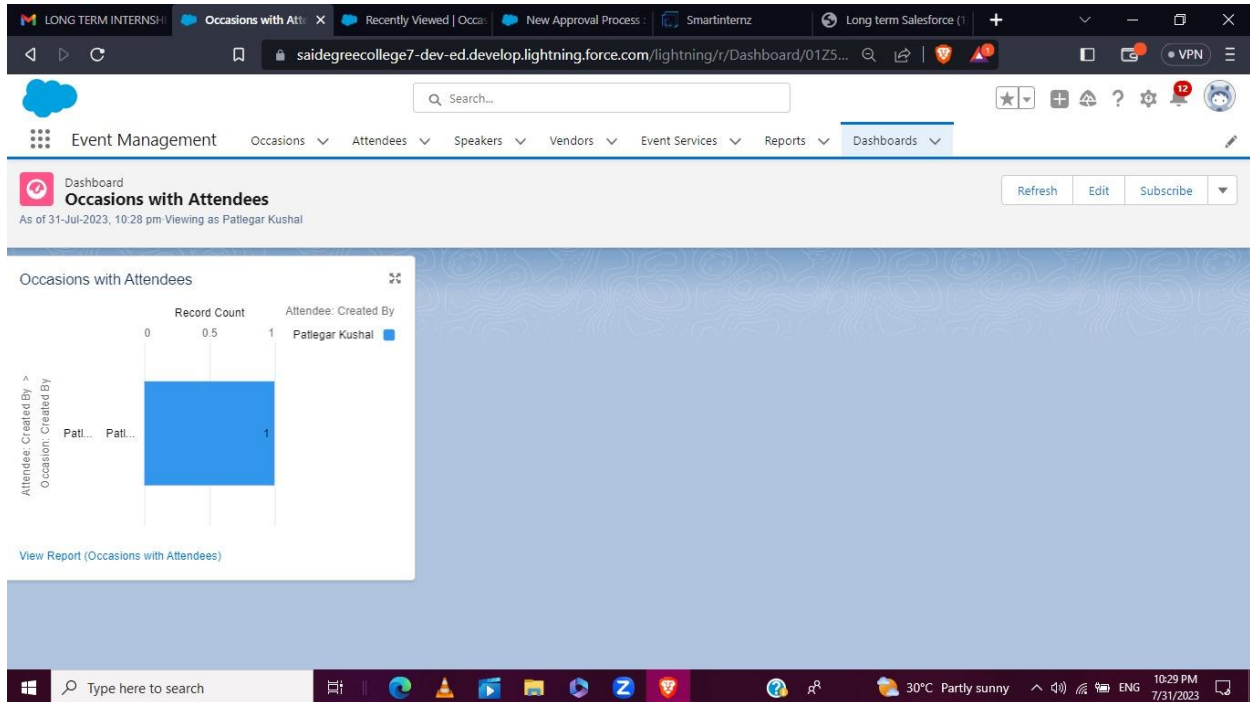 LONG TERM INTERNSHI
Occasions with Atte
Recently Viewed | Occas
New Approval Process :
Smartinternz
Long term Salesforce (1
saidegreecollege7-dev-ed.develop.lightning.force.com/lightning/r/Dashboard/01Z5...
VPN
Search...
12
Event Management
Occasions
Attendees
Speakers
Vendors
Event Services
Reports
Dashboards
Dashboard
Occasions with Attendees
As of 31-Jul-2023, 10:28 pm·Viewing as Patlegar Kushal
Refresh
Edit
Subscribe
Occasions with Attendees
Record Count
0 0.5 1
Attendee: Created By
Patlegar Kushal
Attendee: Created By >
Occasion: Created By
Patl... Patl...
1
View Report (Occasions with Attendees)
Type here to search
30°C Partly sunny
ENG
10:29 PM
7/31/2023